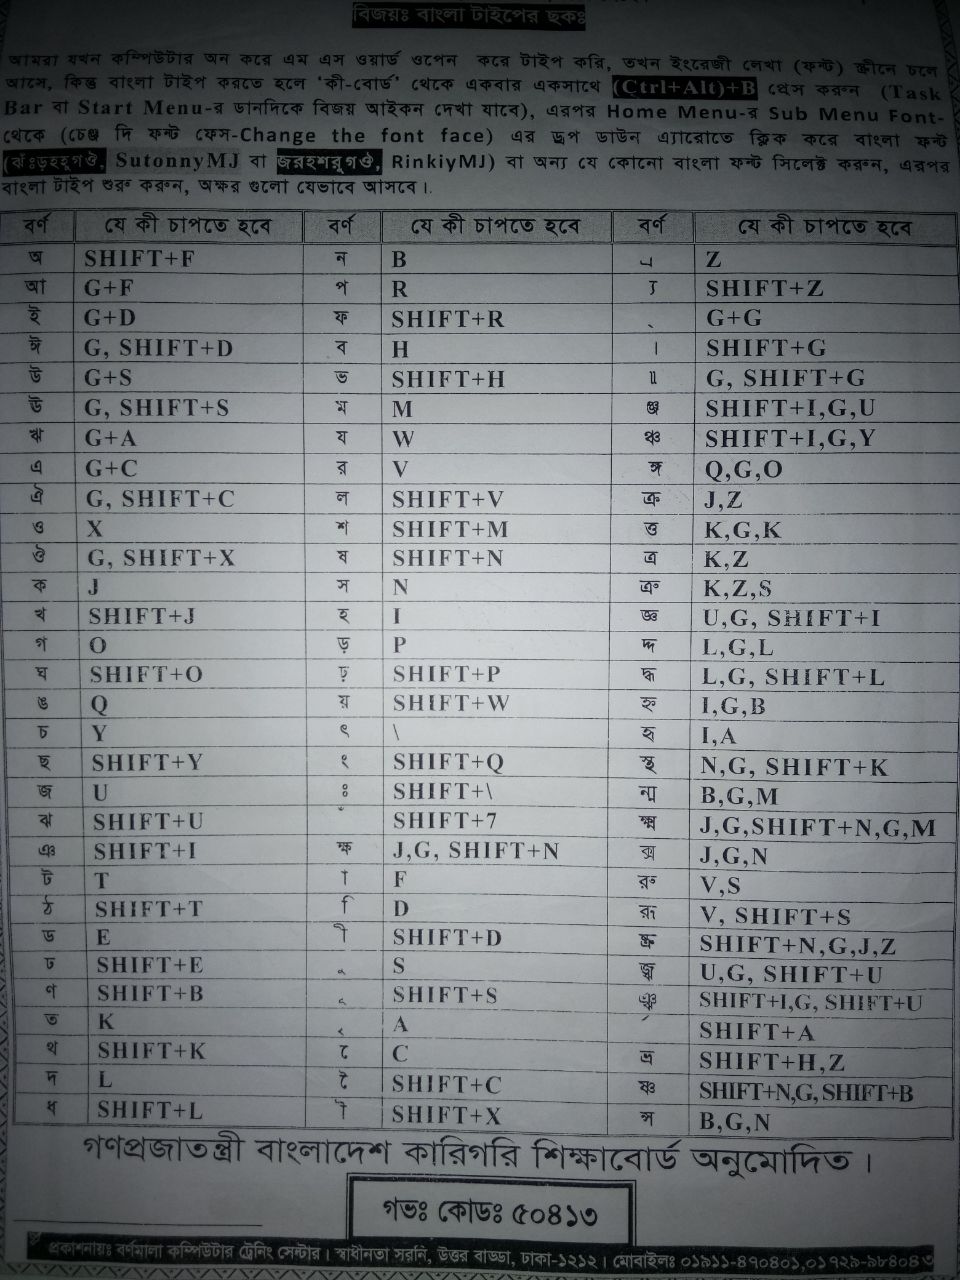 বিজয়ঃ বাংলা টাইপের ছকঃ
আমরা যখন কম্পিউটার অন করে এম এস ওয়ার্ড ওপেন করে টাইপ করি, তখন ইংরেজী লেখা (ফন্ট) স্ক্রীনে চলে
আসে, কিন্তু বাংলা টাইপ করতে হলে 'কী-বোর্ড' থেকে একবার একসাথে (Ctrl+Alt)+B প্রেস করুন (Task
Bar বা Start Menu-র ডানদিকে বিজয় আইকন দেখা যাবে), এরপর Home Menu-র Sub Menu Font-
থেকে (চেঞ্জ দি ফন্ট ফেস-Change the font face) এর ড্রপ ডাউন এ্যারোতে ক্লিক করে বাংলা ফন্ট
SutonnyMJ বা RinkiyMJ) বা অন্য যে কোনো বাংলা ফন্ট সিলেক্ট করুন, এরপর
বাংলা টাইপ শুরু করুন, অক্ষর গুলো যেভাবে আসবে।
বর্ণ যে কী চাপতে হবে বর্ণ যে কী চাপতে হবে বর্ণ যে কী চাপতে হবে
অ SHIFT+F ন B ্র Z
আ G+F প R ্য SHIFT+Z
ই G+D ফ SHIFT+R ্ G+G
ঈ G, SHIFT+D ব H । SHIFT+G
উ G+S ভ SHIFT+H ॥ G, SHIFT+G
ঊ G, SHIFT+S ম M ঞ্জ SHIFT+I,G,U
ঋ G+A য W ঞ্চ SHIFT+I,G,Y
এ G+C র V ঙ্গ Q,G,O
ঐ G, SHIFT+C ল SHIFT+V ক্র J,Z
ও X শ SHIFT+M ত্ত K,G,K
ঔ G, SHIFT+X ষ SHIFT+N ত্র K,Z
ক J স N ত্রু K,Z,S
খ SHIFT+J হ I জ্ঞ U,G, SHIFT+I
গ O ড় P দ্দ L,G,L
ঘ SHIFT+O ঢ় SHIFT+P দ্ধ L,G, SHIFT+L
ঙ Q য় SHIFT+W হ্ন I,G,B
চ Y ৎ \ হৃ I,A
ছ SHIFT+Y ং SHIFT+Q স্থ N,G, SHIFT+K
জ U ঃ SHIFT+\ ন্ম B,G,M
ঝ SHIFT+U ঁ SHIFT+7 ক্ষ্ম J,G,SHIFT+N,G,M
ঞ SHIFT+I ক্ষ J,G, SHIFT+N ক্স J,G,N
ট T া F রু V,S
ঠ SHIFT+T ি D রূ V, SHIFT+S
ড E ী SHIFT+D ষ্ক্র SHIFT+N,G,J,Z
ঢ SHIFT+E ু S জ্ঝ U,G, SHIFT+U
ণ SHIFT+B ূ SHIFT+S ঞ্ঝ SHIFT+I,G, SHIFT+U
ত K ৃ A র্ SHIFT+A
থ SHIFT+K ে C ভ্র SHIFT+H,Z
দ L ৈ SHIFT+C ষ্ণ SHIFT+N,G, SHIFT+B
ধ SHIFT+L ৗ SHIFT+X ন্স B,G,N
গণপ্রজাতন্ত্রী বাংলাদেশ কারিগরি শিক্ষাবোর্ড অনুমোদিত।
গভঃ কোডঃ ৫০৪১৩
প্রকাশনায়ঃ বর্ণমালা কম্পিউটার ট্রেনিং সেন্টার। স্বাধীনতা সরনি, উত্তর বাড্ডা, ঢাকা-১২১২। মোবাইলঃ ০১৯১১-৪৭০৪০১,০১৭২৯-৯৮৪০৪৩